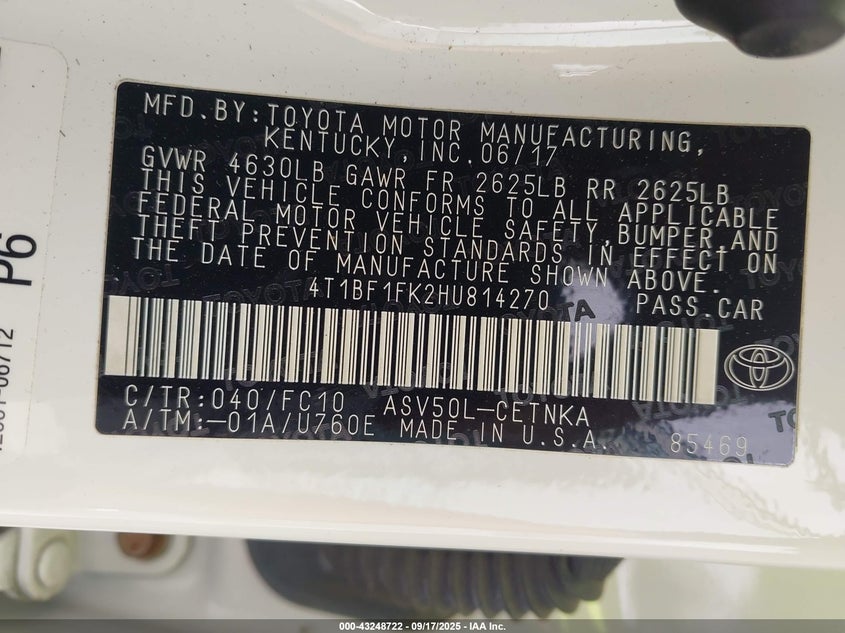 MFD.BY:TOYOTA MOTOR MANUFACTURING,
KENTUCKY,INC.06/17
GVWR 4630LB GAWR FR 2625LB RR 2625LB
THIS VEHICLE CONFORMS TO ALL APPLICABLE
FEDERAL MOTOR VEHICLE SAFETY,BUMPER,AND
THEFT PREVENTION STANDARDS IN EFFECT ON
THE DATE OF MANUFACTURE SHOWN ABOVE.
4T1BF1FK2HU814270 PASS.CAR
C/TR:040/FC10 ASV50L-CETNKA
A/TM:-01A/U760E MADE IN U.S.A. 85469
P6
000-43248722 - 09/17/2025 - IAA Inc.